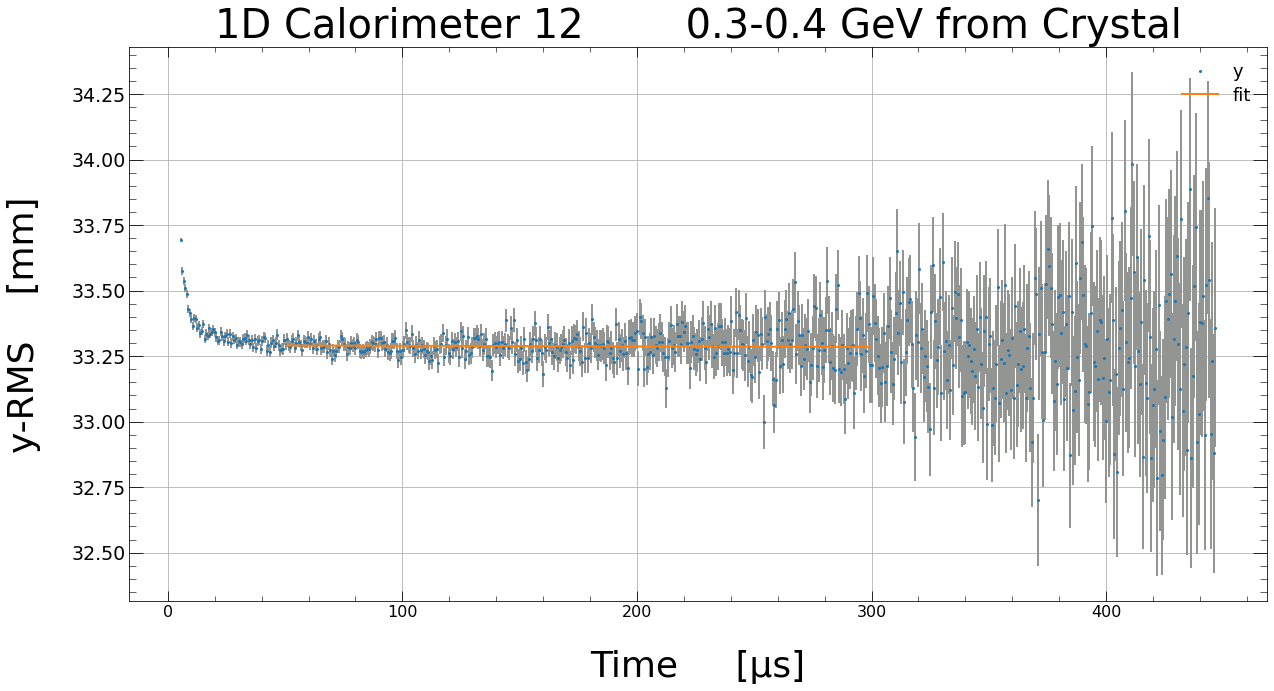 1D Calorimeter 12 0.3-0.4 GeV from Crystal
y
fit
34.25
34.00
33.75
33.50
33.25
33.00
32.75
32.50
y-RMS [mm]
0 100 200 300 400
Time [µs]